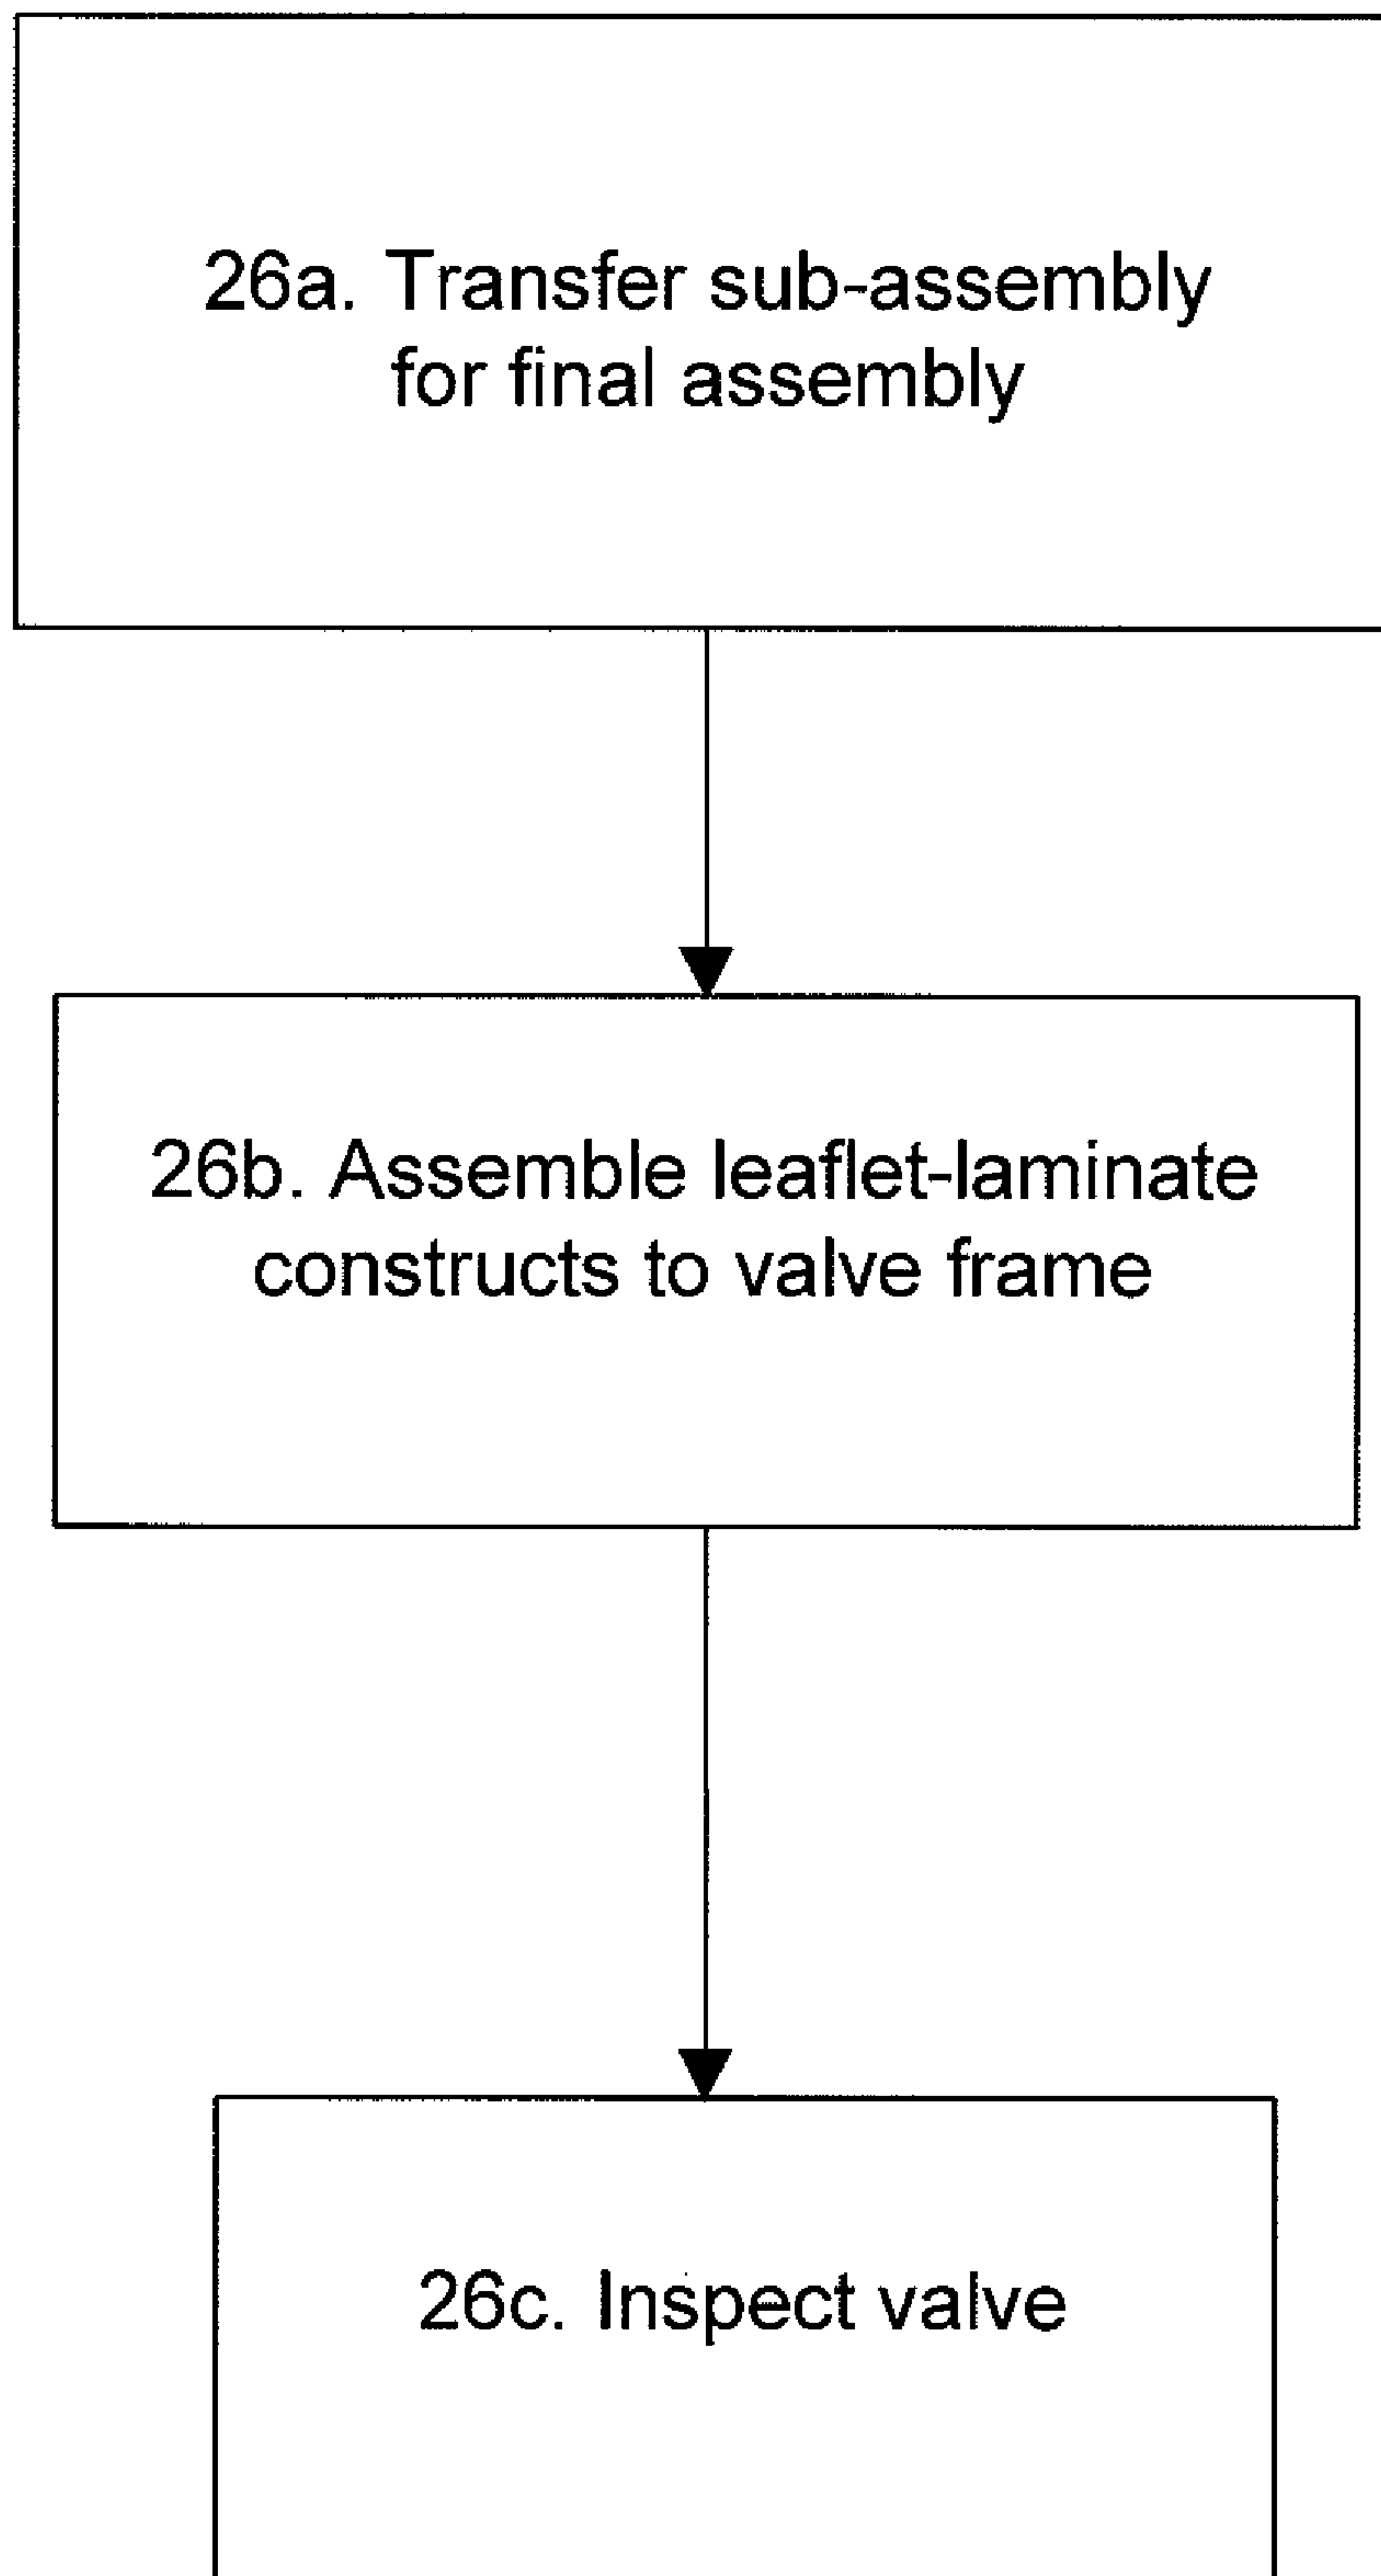 26a. Transfer sub-assembly
for final assembly
26b. Assemble leaflet-laminate
constructs to valve frame
26c. Inspect valve